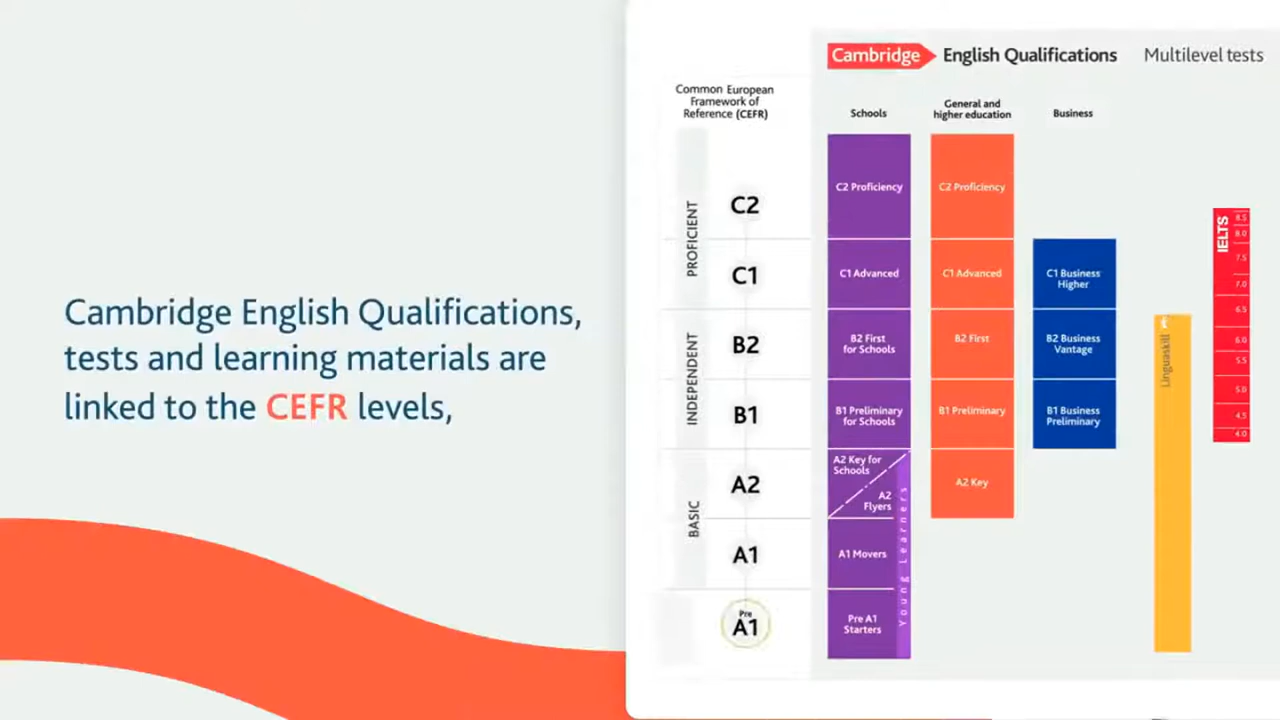 Cambridge English Qualifications,
tests and learning materials are
linked to the CEFR levels,
Cambridge English Qualifications Multilevel tests
Common European
Framework of
Reference (CEFR)
Schools
General and
higher education
Business
PROFICIENT
INDEPENDENT
BASIC
C2
C1
B2
B1
A2
A1
Pre
A1
C2 Proficiency
C1 Advanced
B2 First
for Schools
B1 Preliminary
for Schools
A2 Key for
Schools
A2
Flyers
A1 Movers
Pre A1
Starters
Young Learners
C2 Proficiency
C1 Advanced
B2 First
B1 Preliminary
A2 Key
C1 Business
Higher
B2 Business
Vantage
B1 Business
Preliminary
Linguaskill
IELTS
8.5
8.0
7.5
7.0
6.5
6.0
5.5
5.0
4.5
4.0